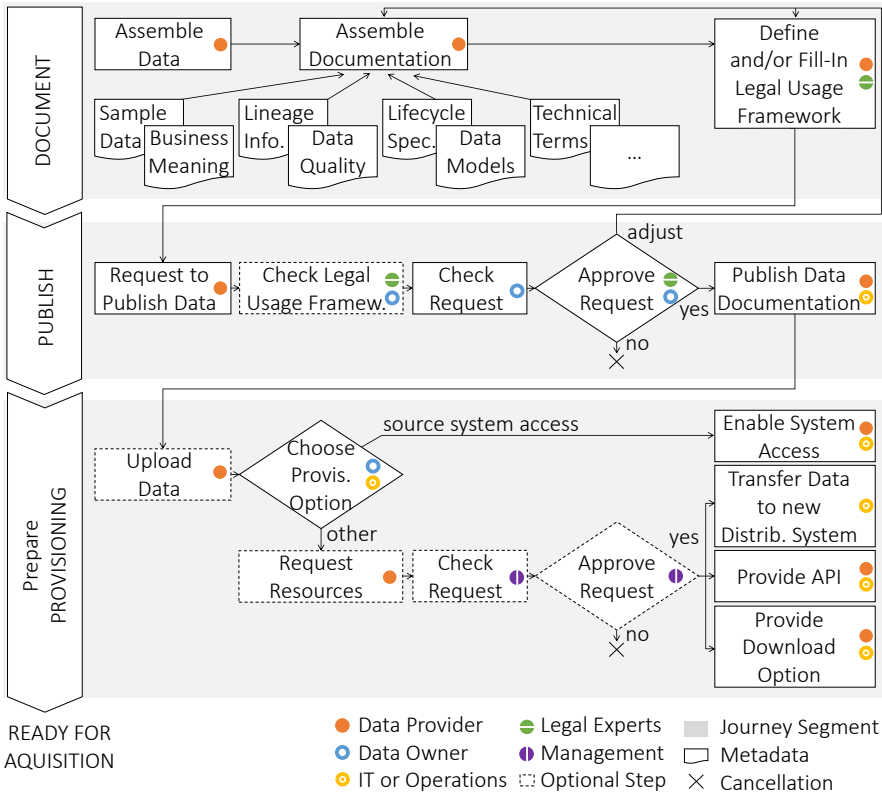 DOCUMENT
Assemble
Data
Assemble
Documentation
Define
and/or Fill-In
Legal Usage
Framework
Sample
Data
Business
Meaning
Lineage
Info.
Data
Quality
Lifecycle
Spec.
Data
Models
Technical
Terms
...
PUBLISH
adjust
Request to
Publish Data
Check Legal
Usage Framew.
Check
Request
Approve
Request
yes
no
Publish Data
Documentation
Prepare
PROVISIONING
source system access
Upload
Data
Choose
Provis.
Option
other
Enable System
Access
Transfer Data
to new
Distrib. System
Request
Resources
Check
Request
Approve
Request
yes
no
Provide API
Provide
Download
Option
READY FOR
AQUISITION
Data Provider
Data Owner
IT or Operations
Legal Experts
Management
Optional Step
Journey Segment
Metadata
Cancellation